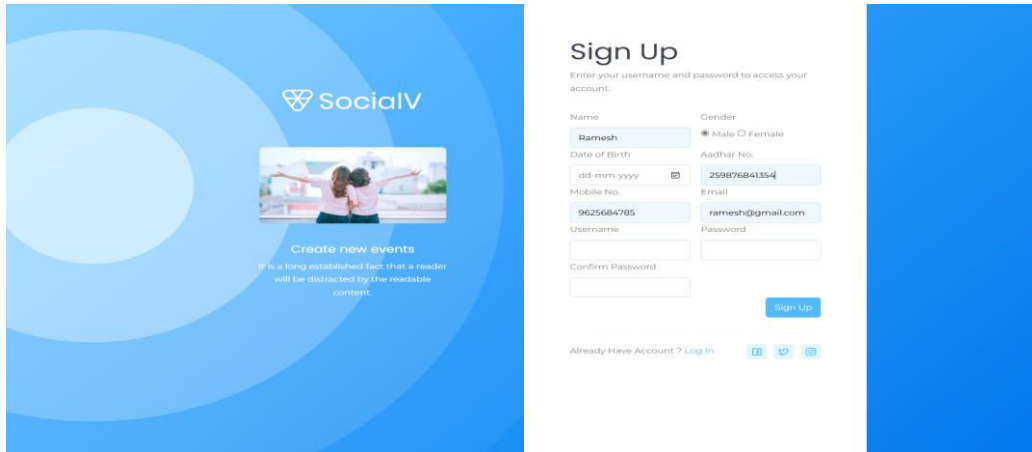 SocialV
Create new events
It is a long established fact that a reader
will be distracted by the readable
content.
Sign Up
Enter your username and password to access your
account.
Name Gender
Ramesh Male Female
Date of Birth Aadhar No.
dd-mm-yyyy 259876841354
Mobile No. Email
9625684785 ramesh@gmail.com
Username Password
Confirm Password
Sign Up
Already Have Account ? Log In